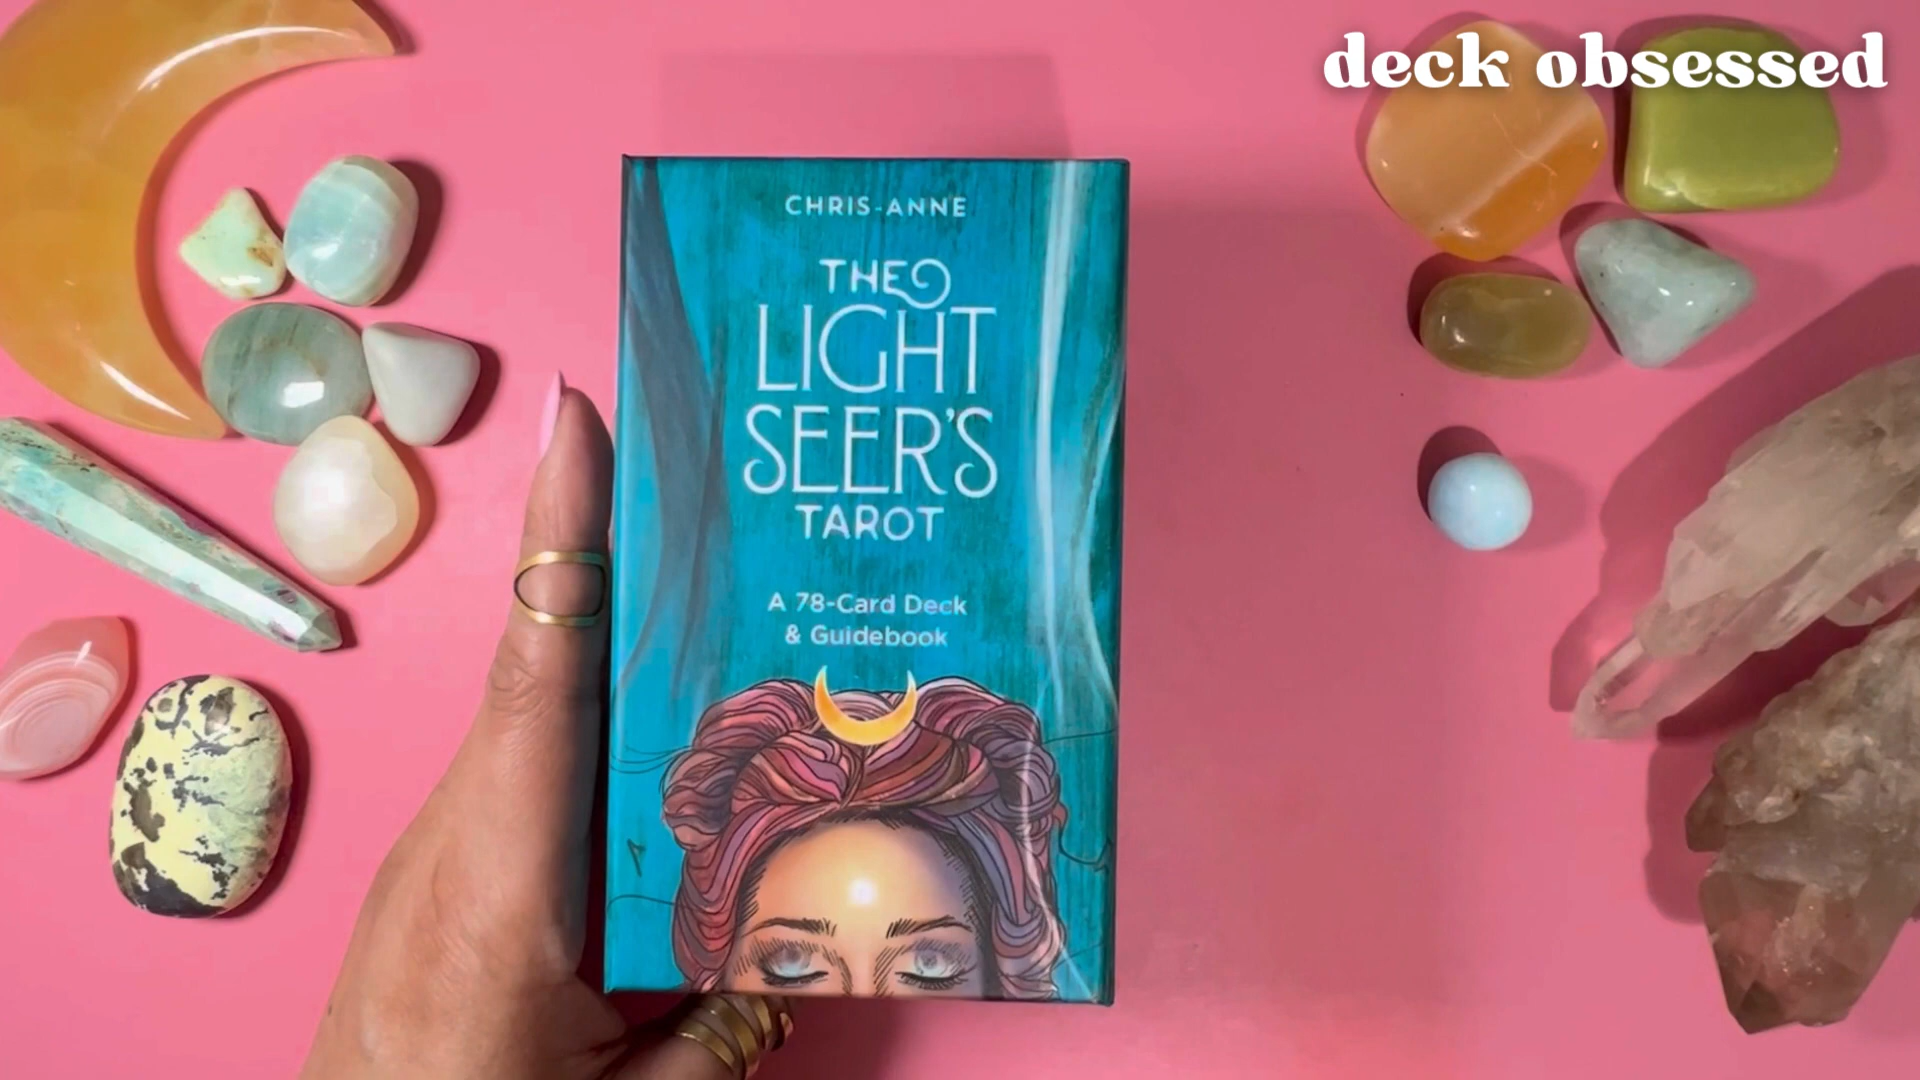 deck obsessed
CHRIS-ANNE
THE
LIGHT
SEER'S
TAROT
A 78-Card Deck
& Guidebook